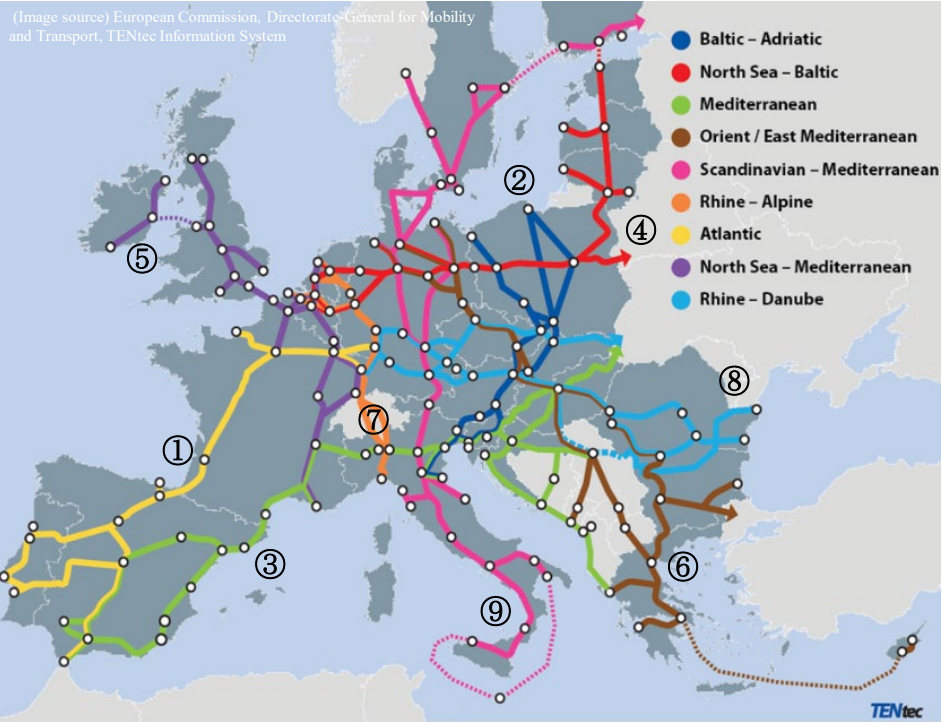 (Image source) European Commission, Directorate-General for Mobility
and Transport, TENtec Information System
Baltic – Adriatic
North Sea – Baltic
Mediterranean
Orient / East Mediterranean
Scandinavian – Mediterranean
Rhine – Alpine
Atlantic
North Sea – Mediterranean
Rhine – Danube
②
④
⑤
⑧
⑦
①
③
⑥
⑨
TENtec